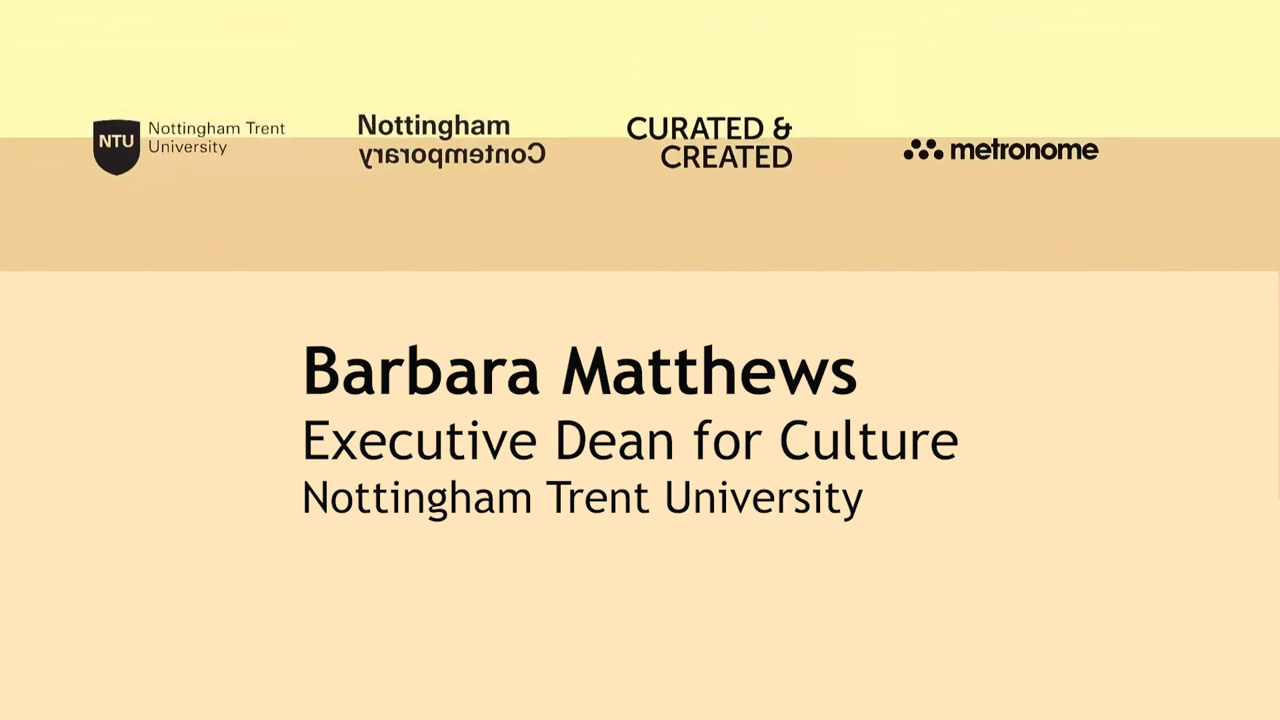 NTU
Nottingham Trent
University
Nottingham
Contemporary
CURATED &
CREATED
metronome
Barbara Matthews
Executive Dean for Culture
Nottingham Trent University